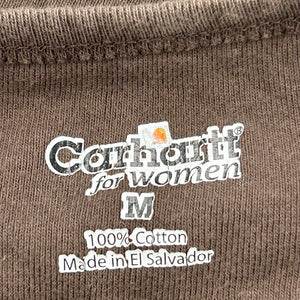 Carhartt®
for women
M
100% Cotton
Made in El Salvador